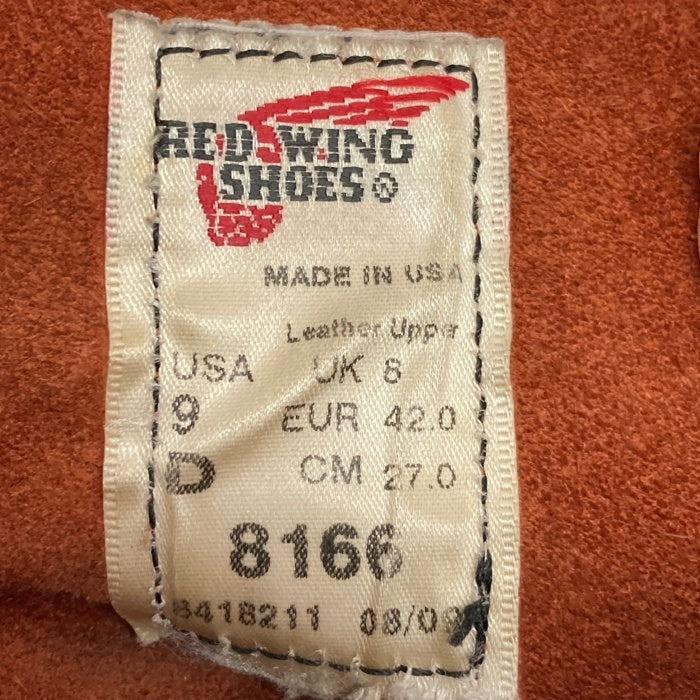 RED WING
SHOES ®
MADE IN USA
Leather Upper
USA UK 8
9 EUR 42.0
D CM 27.0
8166
8418211 08/09